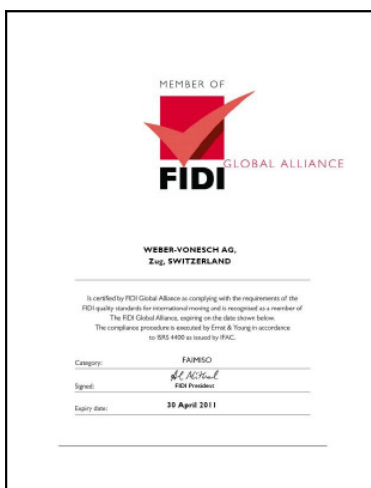 MEMBER OF
FIDI
GLOBAL ALLIANCE
WEBER-VONESCH AG,
Zug, SWITZERLAND
Is certified by FIDI Global Alliance as complying with the requirements of the
FIDI quality standards for international moving and is recognised as a member of
The FIDI Global Alliance, expiring on the date shown below.
The compliance procedure is executed by Ernst & Young in accordance
to ISRS 4400 as issued by IFAC.
Category: FAIMISO
Signed:
FIDI President
Expiry date: 30 April 2011